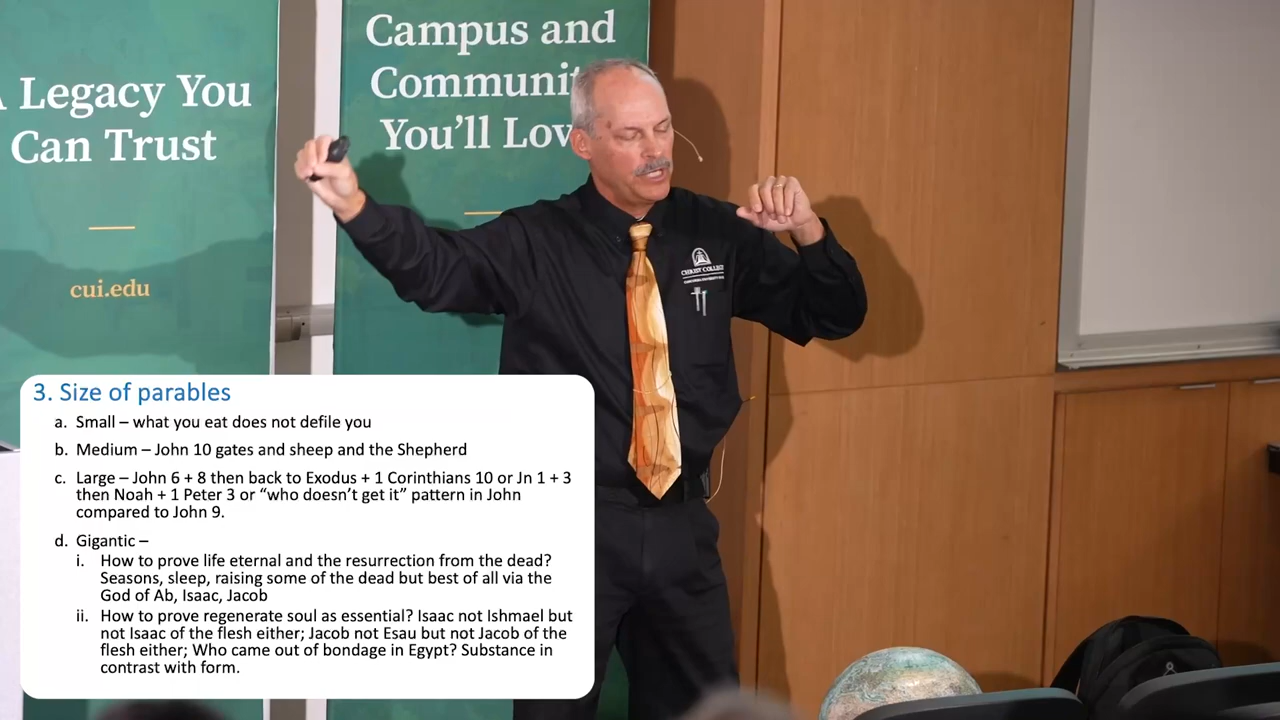 A Legacy You
Can Trust
cui.edu
Campus and
Communit
You'll Lov
CHRIST COLLEGE
3. Size of parables
a. Small – what you eat does not defile you
b. Medium – John 10 gates and sheep and the Shepherd
c. Large – John 6 + 8 then back to Exodus + 1 Corinthians 10 or Jn 1 + 3
then Noah + 1 Peter 3 or “who doesn’t get it” pattern in John
compared to John 9.
d. Gigantic –
i. How to prove life eternal and the resurrection from the dead?
Seasons, sleep, raising some of the dead but best of all via the
God of Ab, Isaac, Jacob
ii. How to prove regenerate soul as essential? Isaac not Ishmael but
not Isaac of the flesh either; Jacob not Esau but not Jacob of the
flesh either; Who came out of bondage in Egypt? Substance in
contrast with form.